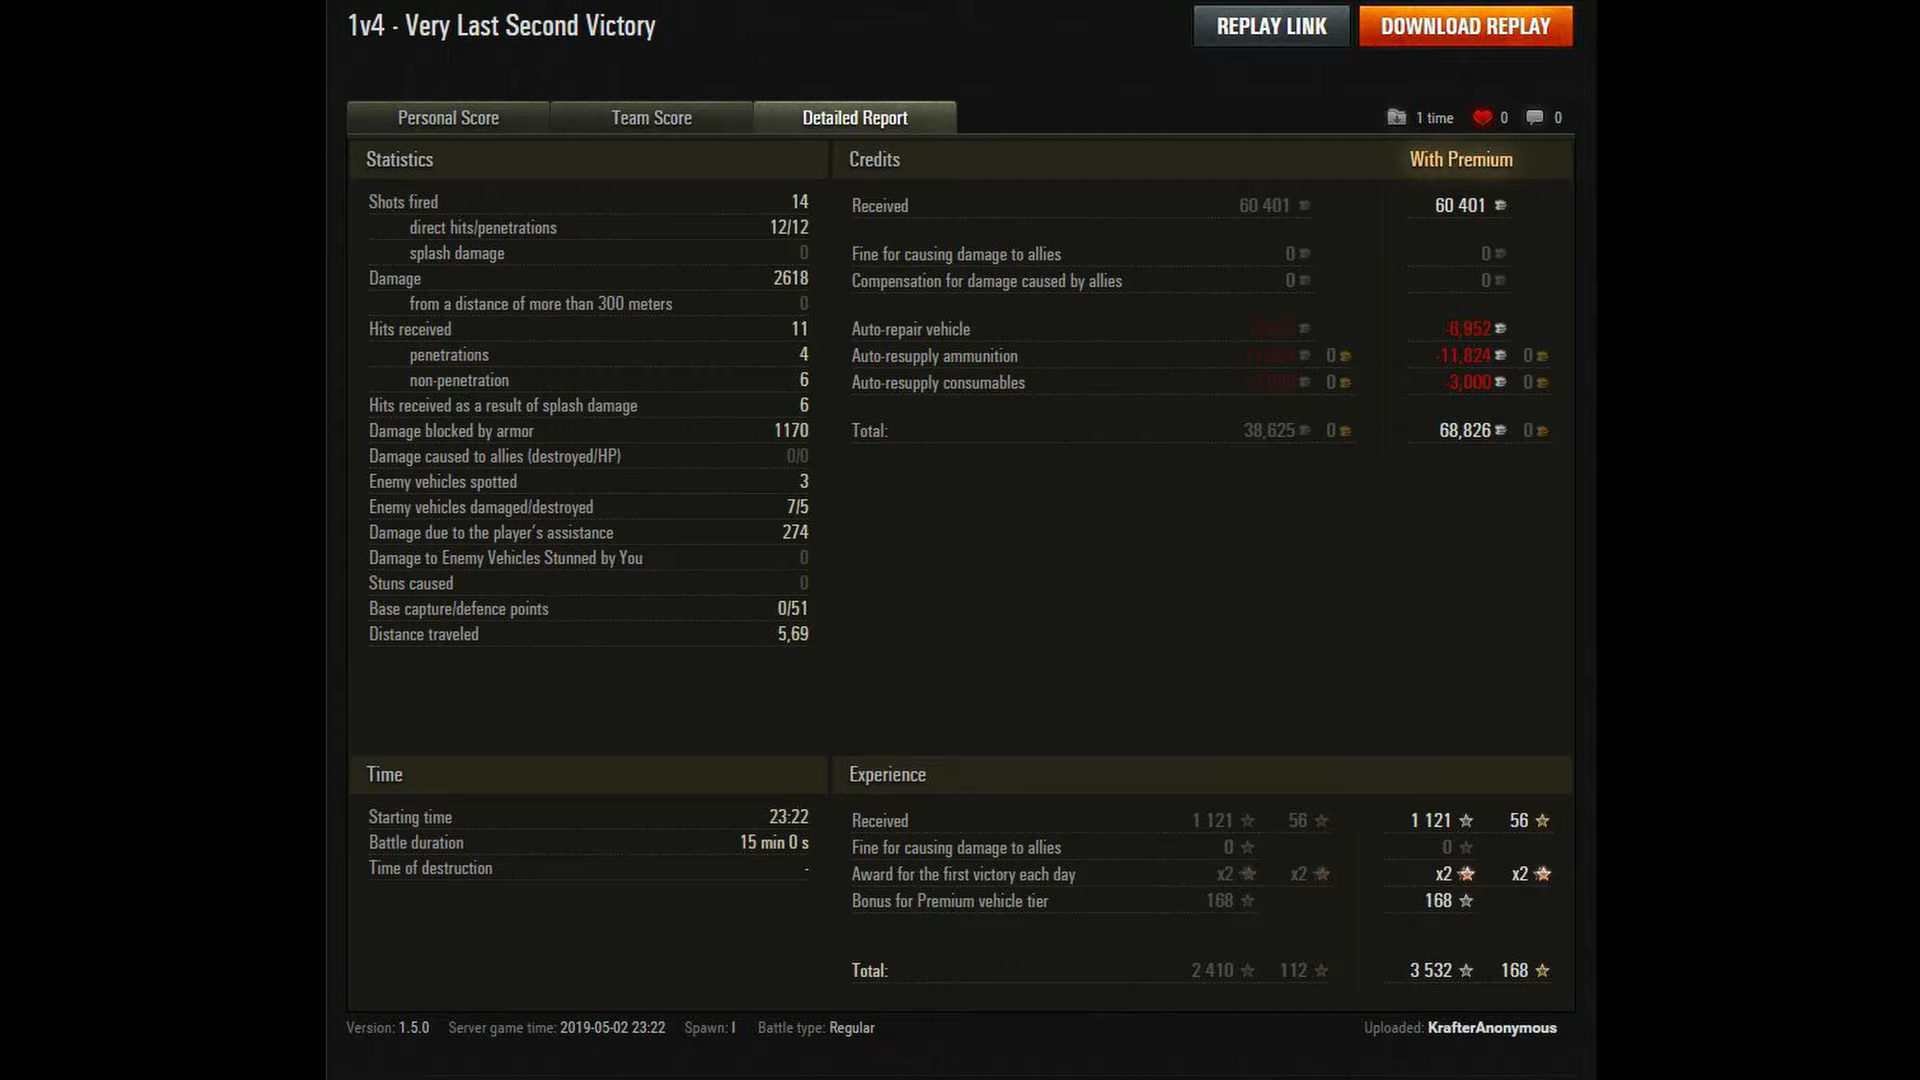 1v4 - Very Last Second Victory
REPLAY LINK
DOWNLOAD REPLAY
Personal Score
Team Score
Detailed Report
1 time
0
0
Statistics
Shots fired 14
direct hits/penetrations 12/12
splash damage 0
Damage 2618
from a distance of more than 300 meters 0
Hits received 11
penetrations 4
non-penetration 6
Hits received as a result of splash damage 6
Damage blocked by armor 1170
Damage caused to allies (destroyed/HP) 0/0
Enemy vehicles spotted 3
Enemy vehicles damaged/destroyed 7/5
Damage due to the player's assistance 274
Damage to Enemy Vehicles Stunned by You 0
Stuns caused 0
Base capture/defence points 0/51
Distance traveled 5,69
Credits With Premium
Received 60 401 60 401
Fine for causing damage to allies 0 0
Compensation for damage caused by allies 0 0
Auto-repair vehicle -6,952
Auto-resupply ammunition 0 -11,824 0
Auto-resupply consumables 0 -3,000 0
Total: 38,625 0 68,826 0
Time
Starting time 23:22
Battle duration 15 min 0 s
Time of destruction -
Experience
Received 1 121 56 1 121 56
Fine for causing damage to allies 0 0
Award for the first victory each day x2 x2 x2 x2
Bonus for Premium vehicle tier 168 168
Total: 2 410 112 3 532 168
Version: 1.5.0 Server game time: 2019-05-02 23:22 Spawn: I Battle type: Regular
Uploaded: KrafterAnonymous